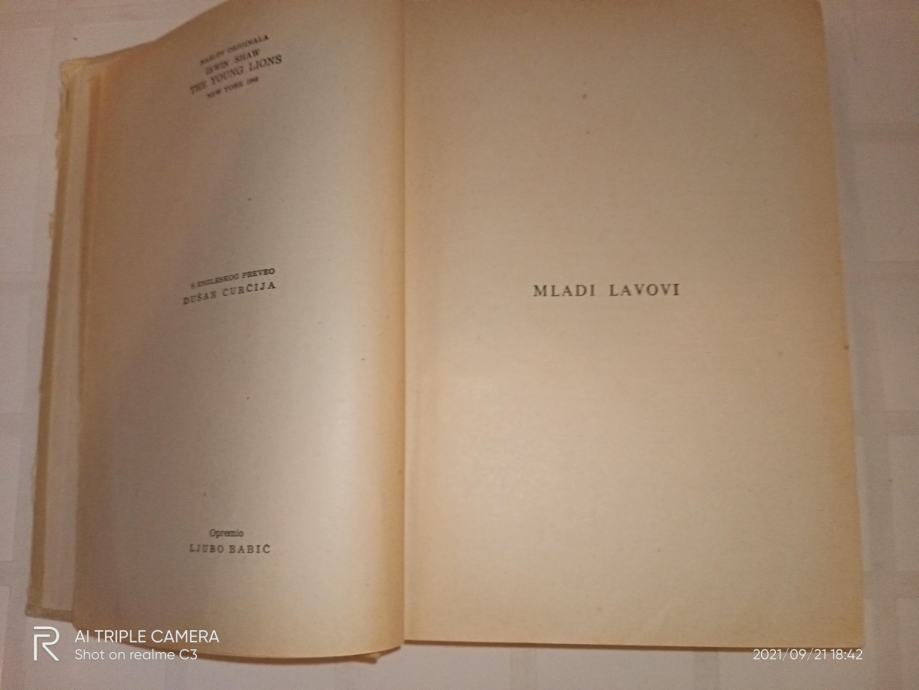 NASLOV ORIGINALA
IRWIN SHAW
THE YOUNG LIONS
NEW YORK 1948
S ENGLESKOG PREVEO
DUŠAN ĆURČIJA
Opremio
LJUBO BABIĆ
MLADI LAVOVI
AI TRIPLE CAMERA
Shot on realme C3
2021/09/21 18:42